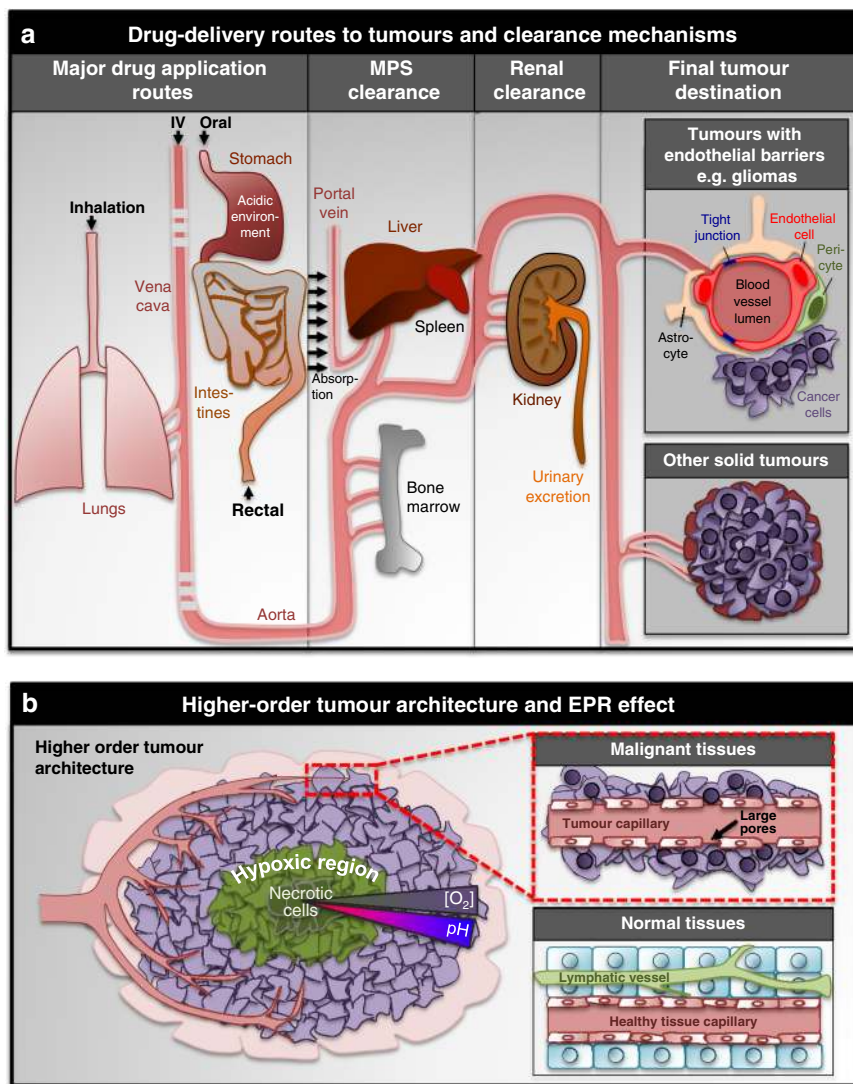 a
Drug-delivery routes to tumours and clearance mechanisms
Major drug application
routes
MPS
clearance
Renal
clearance
Final tumour
destination
IV
Oral
Stomach
Acidic
environ-
ment
Inhalation
Vena
cava
Intes-
tines
Lungs
Rectal
Aorta
Portal
vein
Liver
Spleen
Absorp-
tion
Bone
marrow
Kidney
Urinary
excretion
Tumours with
endothelial barriers
e.g. gliomas
Tight
junction
Endothelial
cell
Peri-
cyte
Blood
vessel
lumen
Astro-
cyte
Cancer
cells
Other solid tumours
b
Higher-order tumour architecture and EPR effect
Higher order tumour
architecture
Hypoxic region
Necrotic
cells
[O₂]
pH
Malignant tissues
Tumour capillary
Large
pores
Normal tissues
Lymphatic vessel
Healthy tissue capillary